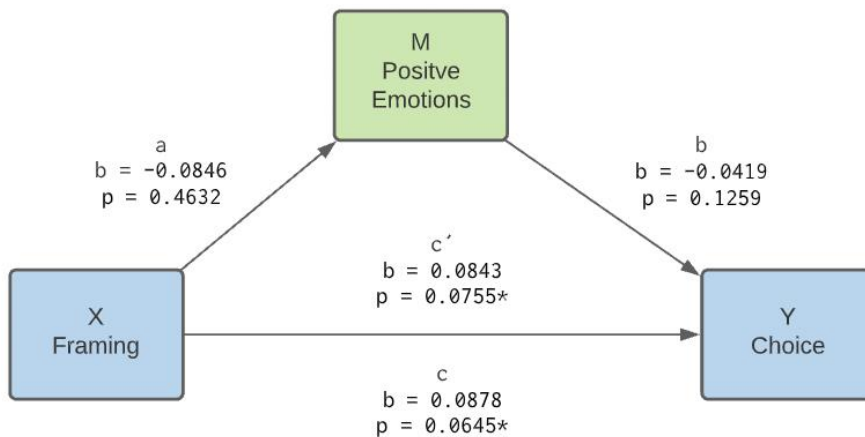 M
Positve
Emotions
a
b = -0.0846
p = 0.4632
b
b = -0.0419
p = 0.1259
c´
b = 0.0843
p = 0.0755*
X
Framing
Y
Choice
c
b = 0.0878
p = 0.0645*